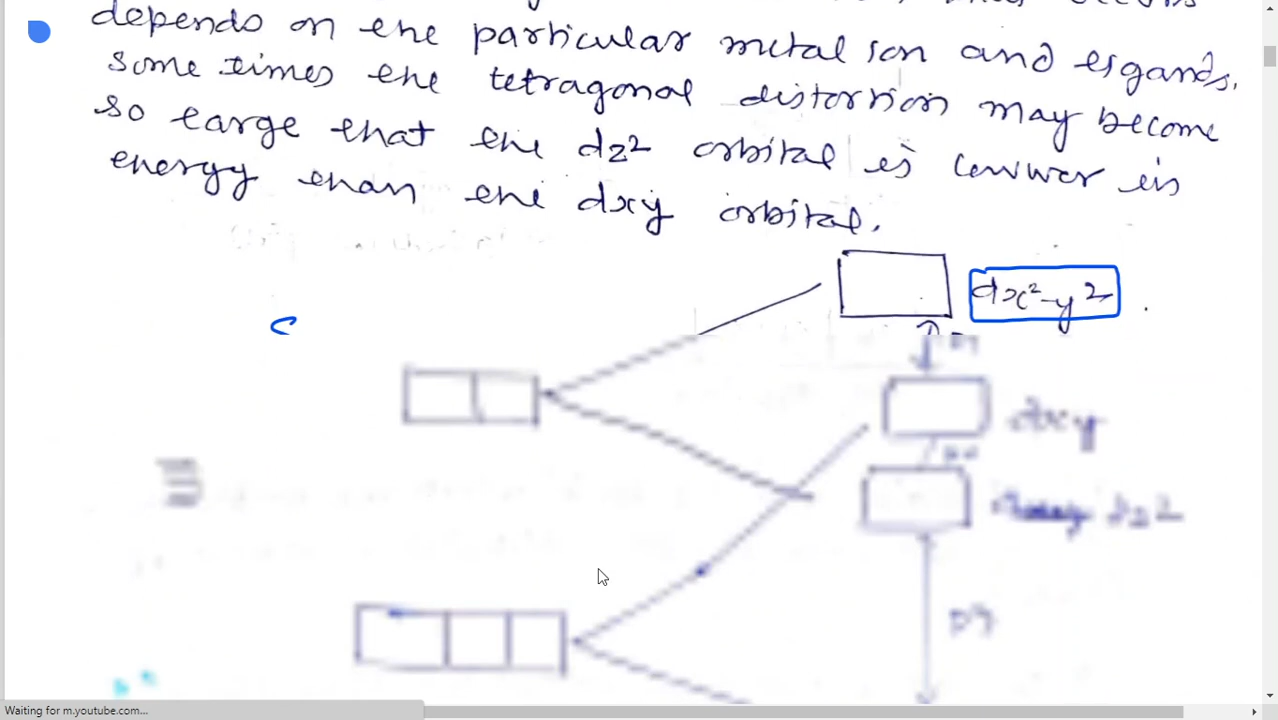 depends on the particular metal ion and ligands.
some times the tetragonal distortion may become
so large that the dz2 orbital is lowwer in
energy than the dxy orbital.
dx²-y²
dxy
dz2
E
Waiting for m.youtube.com...